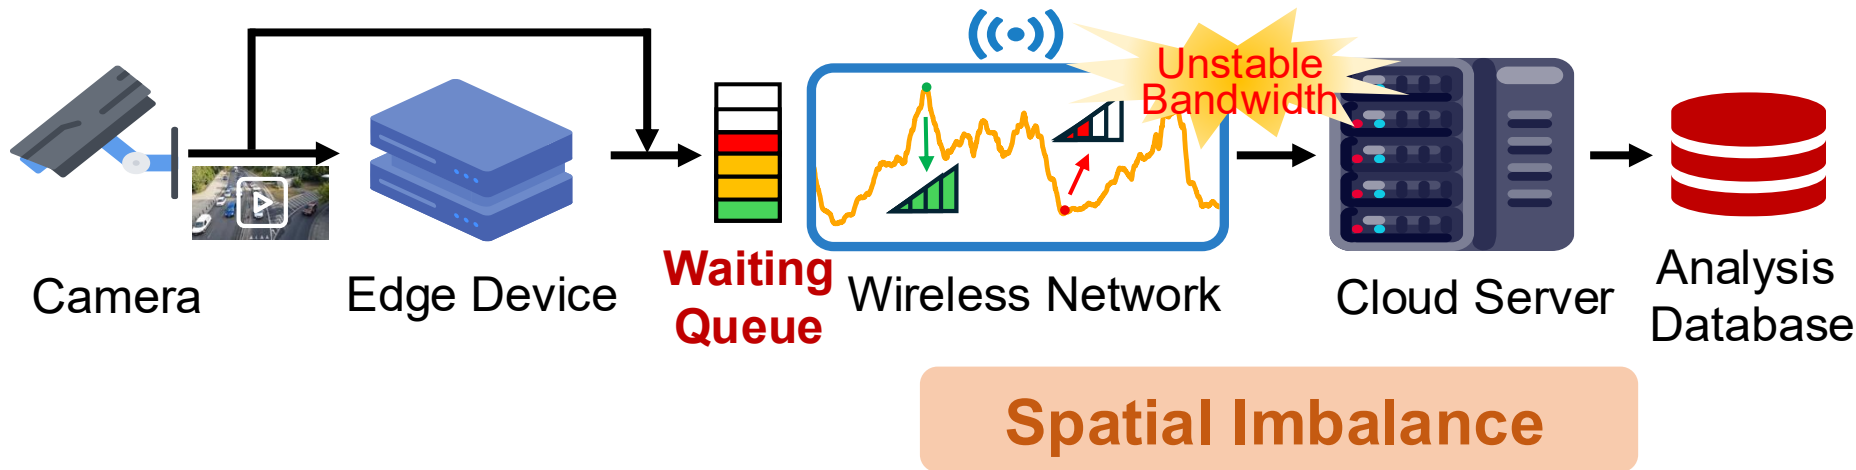 Unstable
Bandwidth
Camera
Edge Device
Waiting
Queue
Wireless Network
Cloud Server
Analysis
Database
Spatial Imbalance